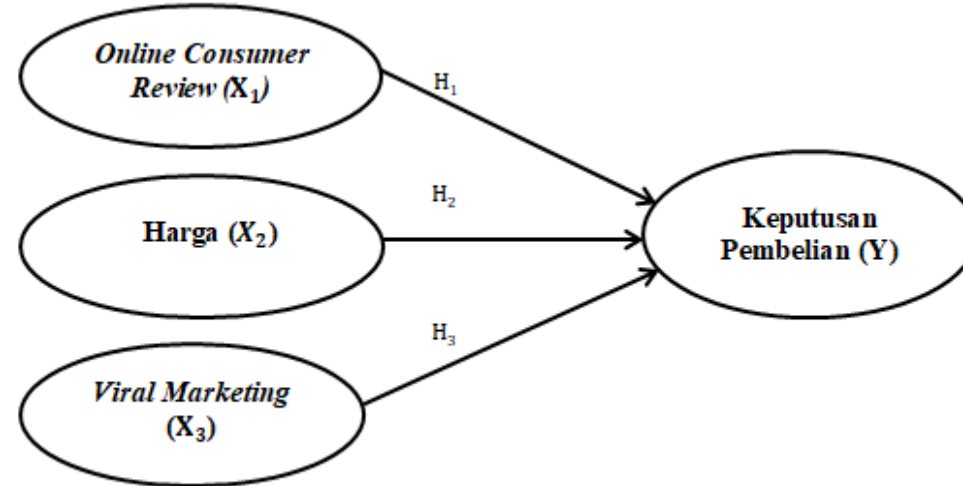 Online Consumer
Review (X₁)
H₁
H₂
Harga (X₂)
Keputusan
Pembelian (Y)
H₃
Viral Marketing
(X₃)